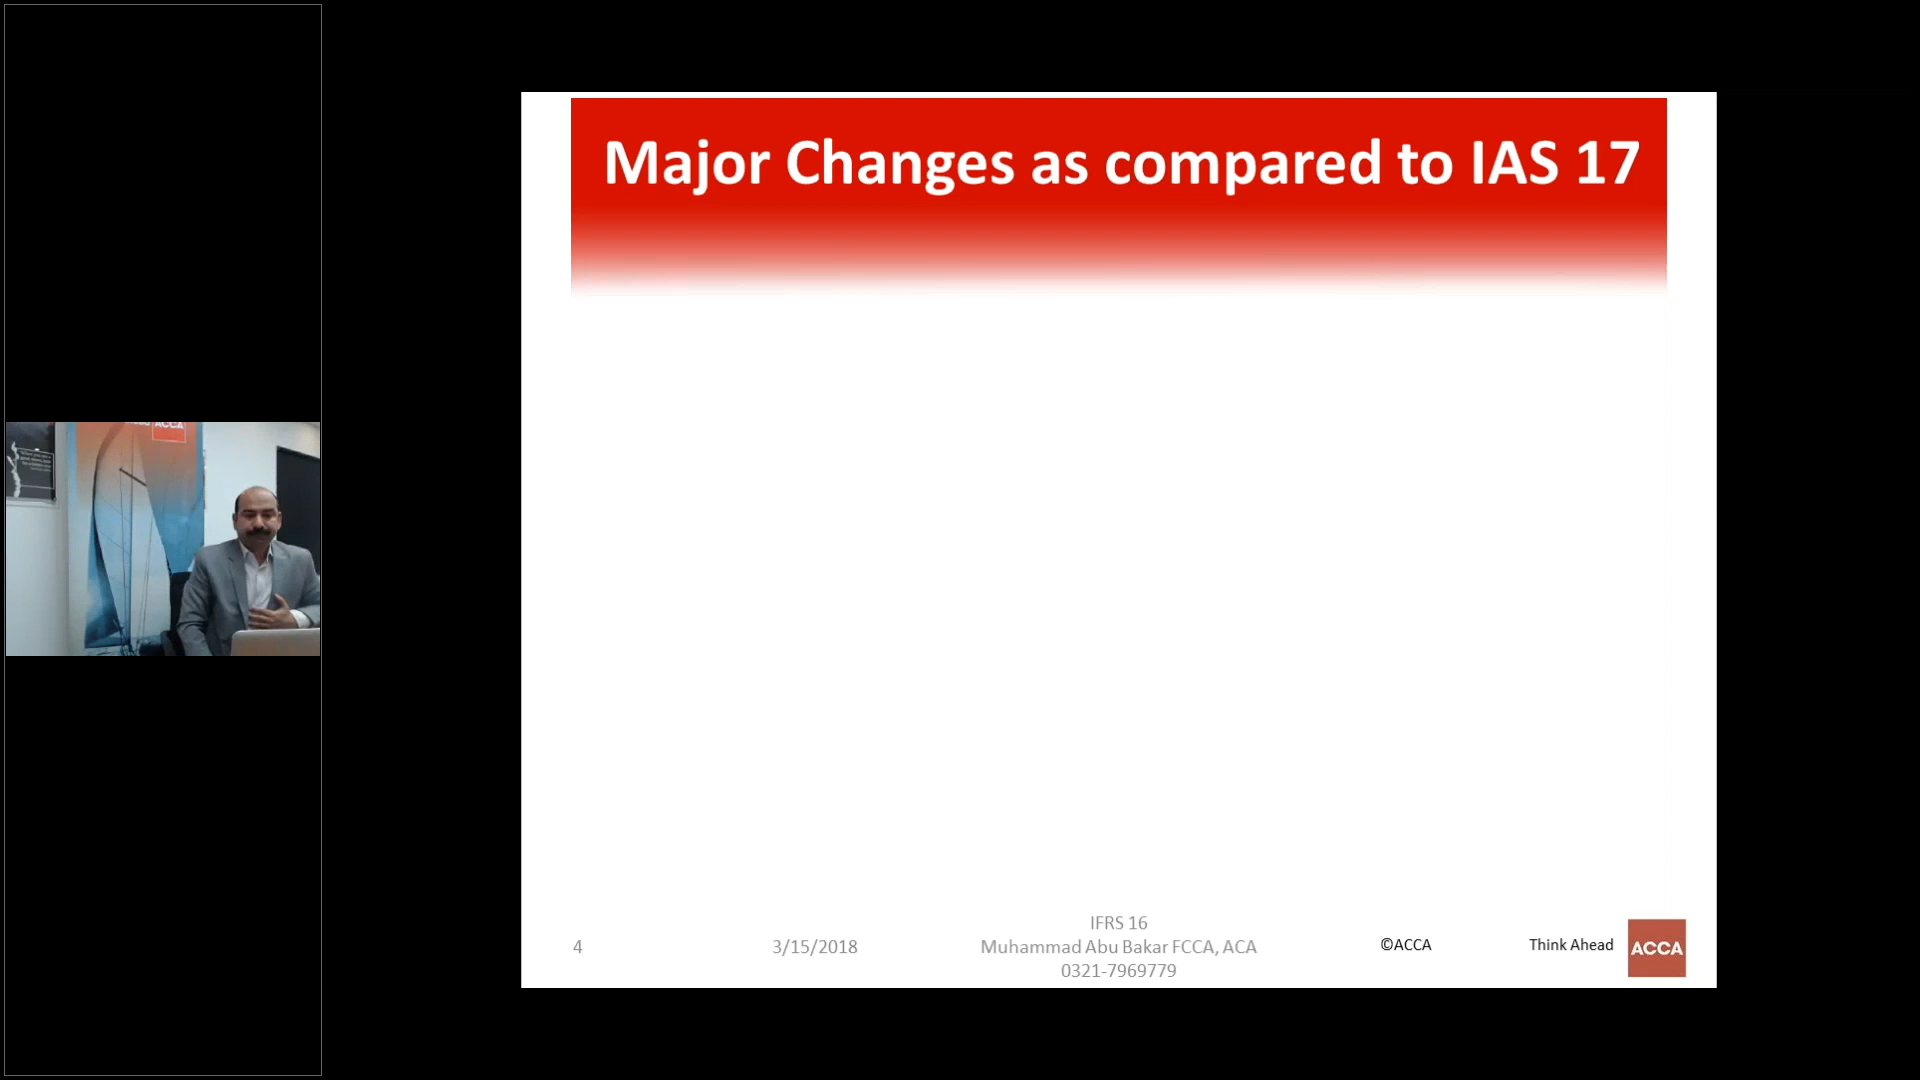 ACCA
Major Changes as compared to IAS 17
4
3/15/2018
IFRS 16
Muhammad Abu Bakar FCCA, ACA
0321-7969779
©ACCA
Think Ahead
ACCA